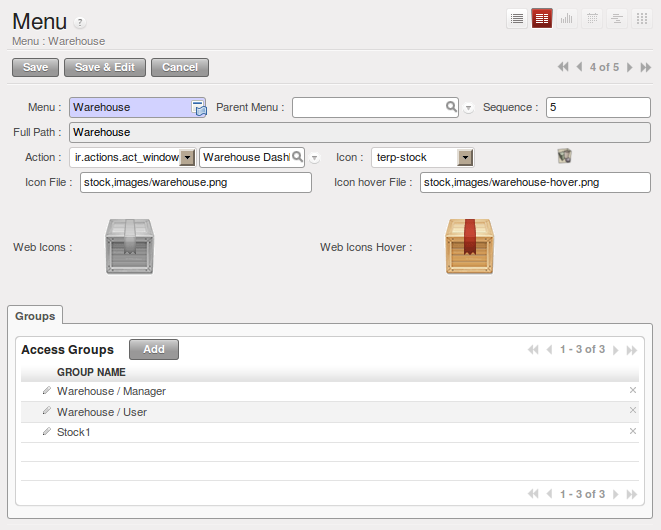 Menu ?
Menu : Warehouse
Save Save & Edit Cancel 4 of 5
Menu : Warehouse Parent Menu : Sequence : 5
Full Path : Warehouse
Action : ir.actions.act_window Warehouse Dash Icon : terp-stock
Icon File : stock,images/warehouse.png Icon hover File : stock,images/warehouse-hover.png
Web Icons : Web Icons Hover :
Groups
Access Groups Add 1 - 3 of 3
GROUP NAME
Warehouse / Manager
Warehouse / User
Stock1
1 - 3 of 3